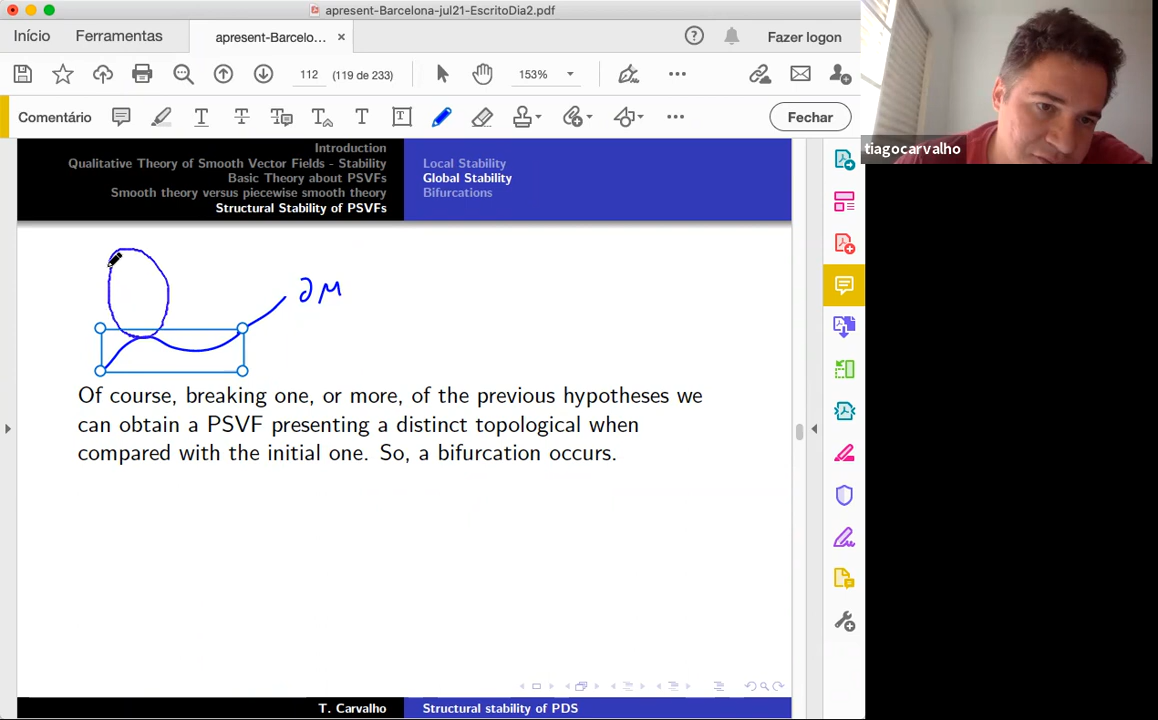 present-Barcelona-jul21-EscritoDia2.pdf
Início
Ferramentas
apresent-Barcelo...
Fazer logon
112
(119 de 233)
153%
Comentário
Fechar
tiagocarvalho
Introduction
Qualitative Theory of Smooth Vector Fields - Stability
Basic Theory about PSVFs
Smooth theory versus piecewise smooth theory
Structural Stability of PSVFs
Local Stability
Global Stability
Bifurcations
∂M
Of course, breaking one, or more, of the previous hypotheses we
can obtain a PSVF presenting a distinct topological when
compared with the initial one. So, a bifurcation occurs.
T. Carvalho
Structural stability of PDS